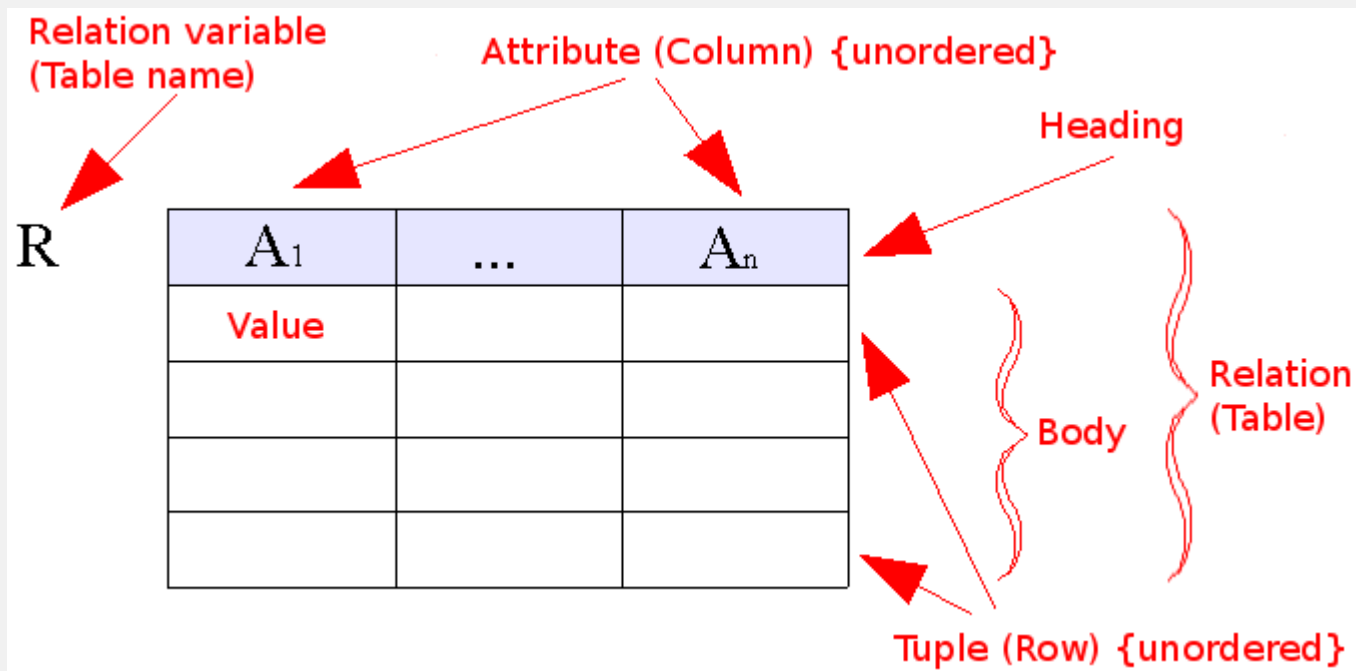 Relation variable
(Table name)
Attribute (Column) {unordered}
Heading
R
A₁
...
Aₙ
Value
Relation
(Table)
Body
Tuple (Row) {unordered}